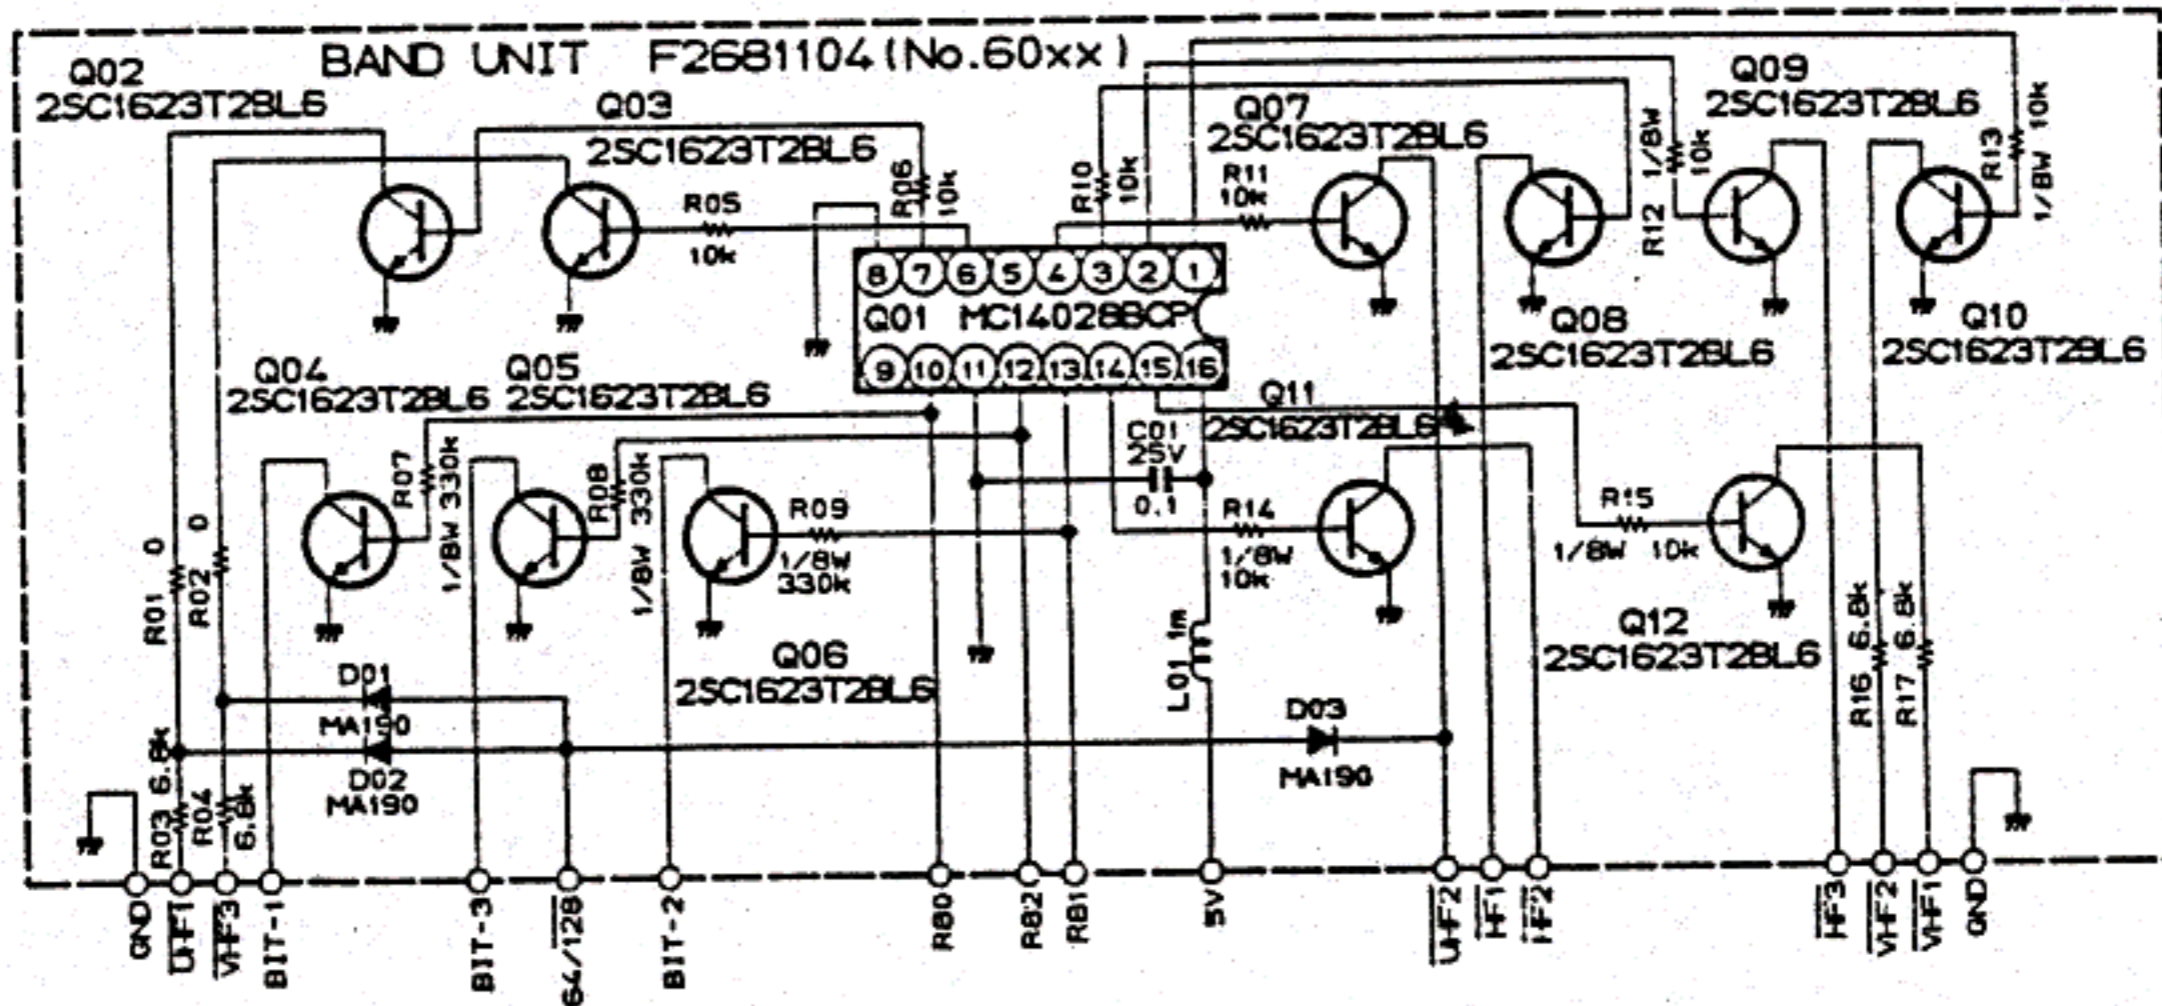 BAND UNIT F2681104(No.60xx)
Q02
2SC1623T2BL6
Q03
2SC1623T2BL6
Q07
2SC1623T2BL6
Q09
2SC1623T2BL6
R06
10k
R05
10k
R10
10k
R11
10k
R12 1/8W
10k
R13
1/8W 10k
8 7 6 5 4 3 2 1
Q01 MC14028BCP
9 10 11 12 13 14 15 16
Q08
2SC1623T2BL6
Q10
2SC1623T2BL6
Q04
2SC1623T2BL6
Q05
2SC1623T2BL6
Q11
2SC1623T2BL6
C01
25V
0.1
R07
1/8W 330k
R08
1/8W 330k
R09
1/8W
330k
R14
1/8W
10k
R15
1/8W 10k
R01 0
R02 0
Q06
2SC1623T2BL6
L01 1m
Q12
2SC1623T2BL6
R16 6.8k
R17 6.8k
D01
MA190
D02
MA190
D03
MA190
R03 6.8k
R04
6.8k
GND
UHF1
VHF3
BIT-1
BIT-3
64/128
BIT-2
RB0
RB2
RB1
5V
UHF2
HF1
HF2
HF3
VHF2
VHF1
GND